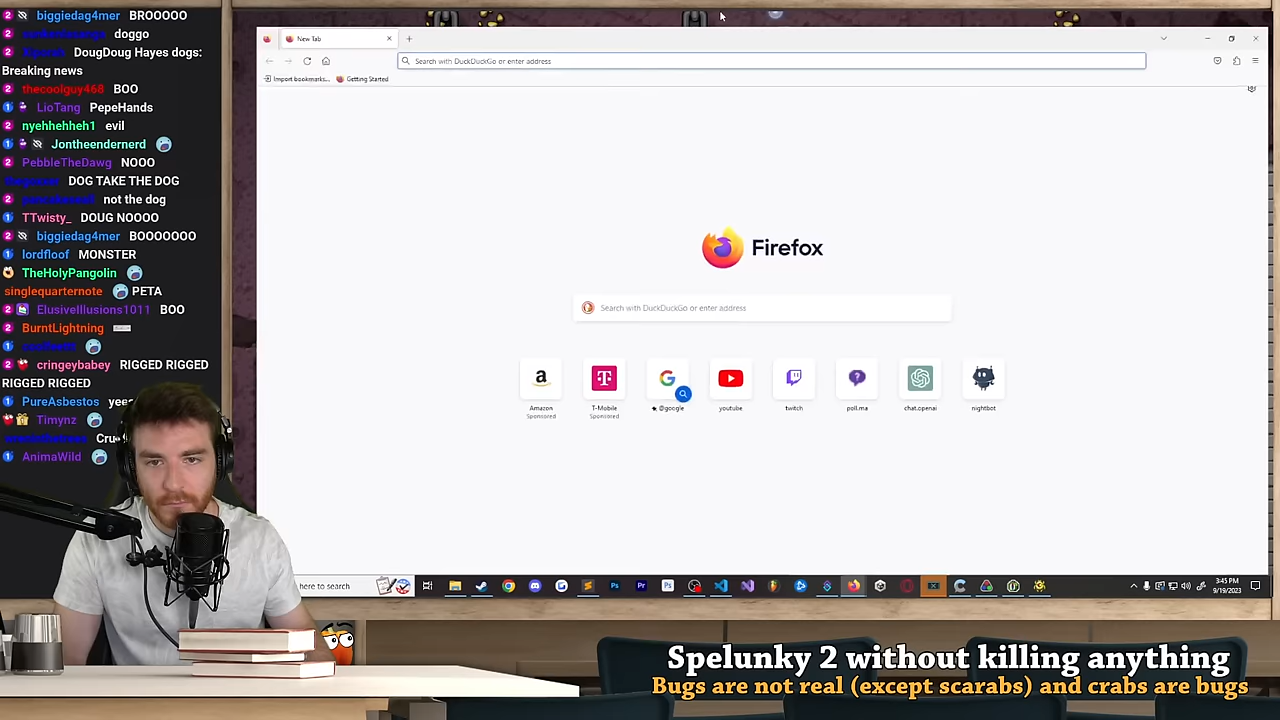 biggiedag4mer BROOOOO
doggo
DougDoug Hayes dogs:
Breaking news
thecoolguy468 BOO
LioTang PepeHands
nyehhehheh1 evil
Jontheendernerd
PebbleTheDawg NOOO
DOG TAKE THE DOG
not the dog
TTwisty_ DOUG NOOOO
biggiedag4mer BOOOOOOO
lordfloof MONSTER
TheHolyPangolin
singlequarternote PETA
ElusiveIllusions1011 BOO
BurntLightning
cringeybabey RIGGED RIGGED
RIGGED RIGGED
PureAsbestos
Timynz
AnimaWild
New Tab
Search with DuckDuckGo or enter address
Import bookmarks... Getting Started
Firefox
Search with DuckDuckGo or enter address
Amazon
Sponsored
T-Mobile
Sponsored
@google
youtube
twitch
poll.ma
chat.openai
nightbot
here to search
3:45 PM
9/19/2023
Spelunky 2 without killing anything
Bugs are not real (except scarabs) and crabs are bugs